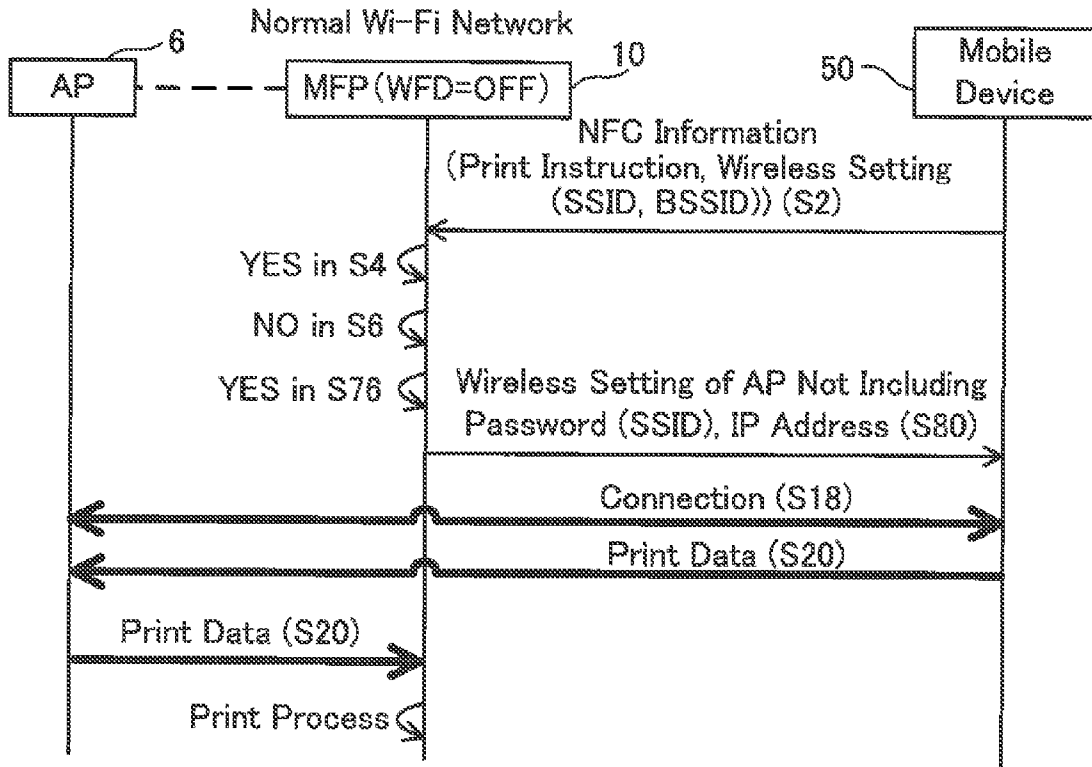 Normal Wi-Fi Network
6
AP
MFP(WFD=OFF)
10
50
Mobile
Device
NFC Information
(Print Instruction, Wireless Setting
(SSID, BSSID)) (S2)
YES in S4
NO in S6
YES in S76
Wireless Setting of AP Not Including
Password (SSID), IP Address (S80)
Connection (S18)
Print Data (S20)
Print Data (S20)
Print Process